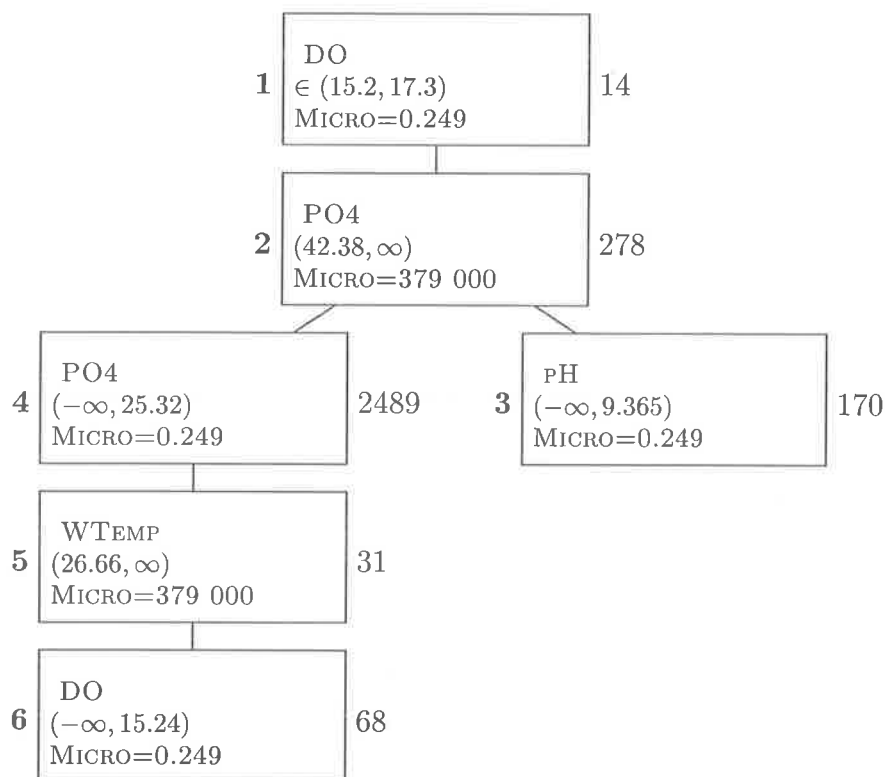 DO
1 ∈ (15.2, 17.3) 14
MICRO=0.249
PO4
2 (42.38, ∞) 278
MICRO=379 000
PO4
4 (−∞, 25.32) 2489
MICRO=0.249
PH
3 (−∞, 9.365) 170
MICRO=0.249
WTEMP
5 (26.66, ∞) 31
MICRO=379 000
DO
6 (−∞, 15.24) 68
MICRO=0.249